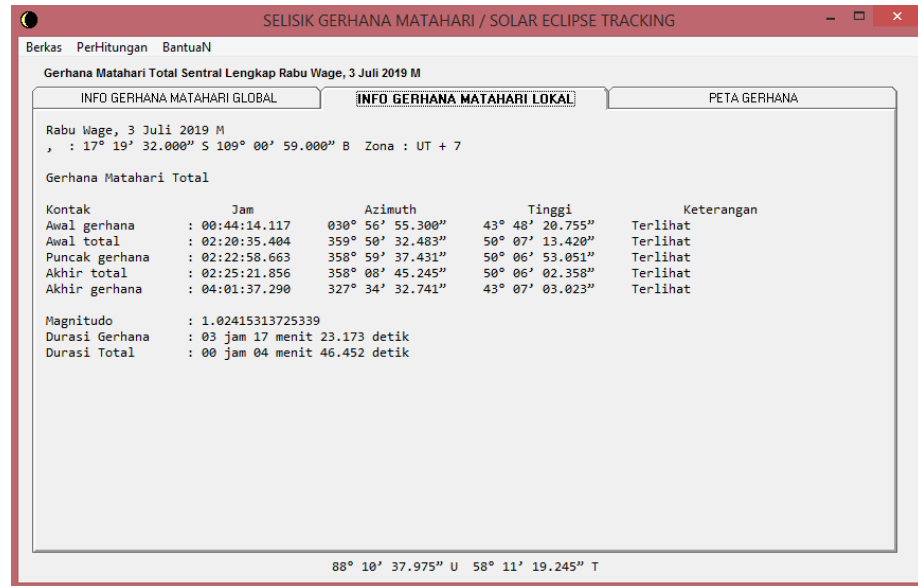 SELISIK GERHANA MATAHARI / SOLAR ECLIPSE TRACKING
Berkas PerHitungan BantuaN
Gerhana Matahari Total Sentral Lengkap Rabu Wage, 3 Juli 2019 M
INFO GERHANA MATAHARI GLOBAL INFO GERHANA MATAHARI LOKAL PETA GERHANA
Rabu Wage, 3 Juli 2019 M
, : 17° 19’ 32.000” S 109° 00’ 59.000” B Zona : UT + 7
Gerhana Matahari Total
Kontak Jam Azimuth Tinggi Keterangan
Awal gerhana : 00:44:14.117 030° 56’ 55.300” 43° 48’ 20.755” Terlihat
Awal total : 02:20:35.404 359° 50’ 32.483” 50° 07’ 13.420” Terlihat
Puncak gerhana : 02:22:58.663 358° 59’ 37.431” 50° 06’ 53.051” Terlihat
Akhir total : 02:25:21.856 358° 08’ 45.245” 50° 06’ 02.358” Terlihat
Akhir gerhana : 04:01:37.290 327° 34’ 32.741” 43° 07’ 03.023” Terlihat
Magnitudo : 1.02415313725339
Durasi Gerhana : 03 jam 17 menit 23.173 detik
Durasi Total : 00 jam 04 menit 46.452 detik
88° 10’ 37.975” U 58° 11’ 19.245” T